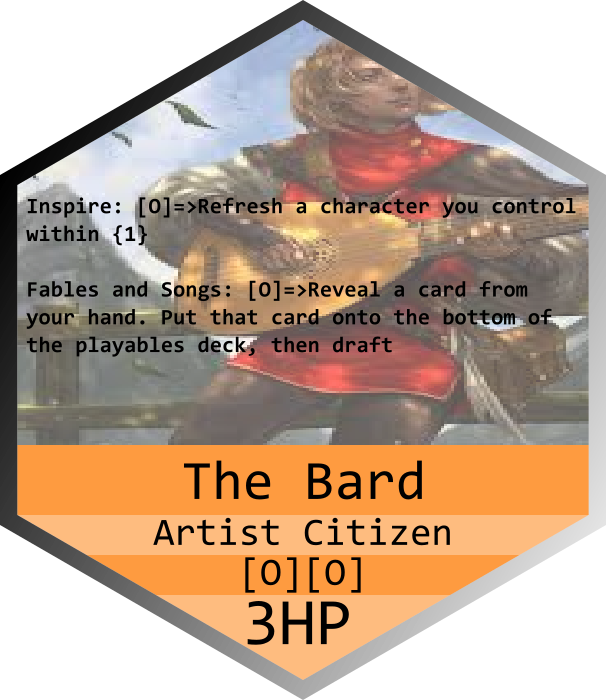 Inspire: [O]=>Refresh a character you control
within {1}
Fables and Songs: [O]=>Reveal a card from
your hand. Put that card onto the bottom of
the playables deck, then draft
The Bard
Artist Citizen
[O][O]
3HP